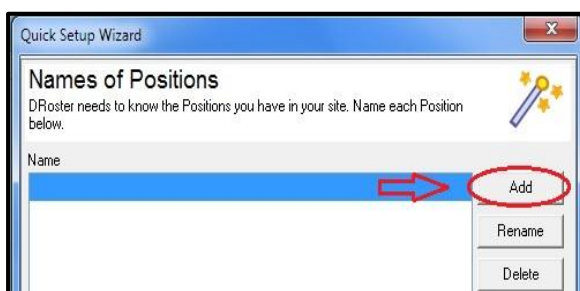 Quick Setup Wizard
X
Names of Positions
DRoster needs to know the Positions you have in your site. Name each Position
below.
Name
Add
Rename
Delete